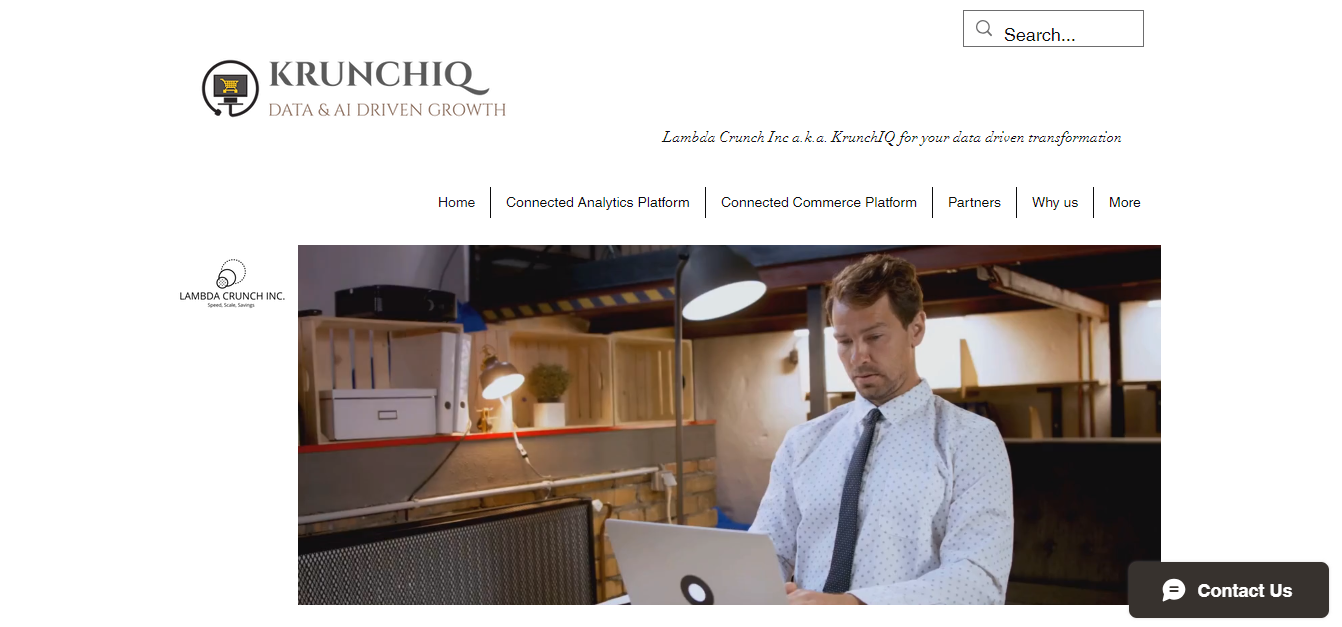 Search...
KRUNCHIQ
DATA & AI DRIVEN GROWTH
Lambda Crunch Inc a.k.a. KrunchIQ for your data driven transformation
Home
Connected Analytics Platform
Connected Commerce Platform
Partners
Why us
More
LAMBDA CRUNCH INC.
Speed, Scale, Savings
Contact Us